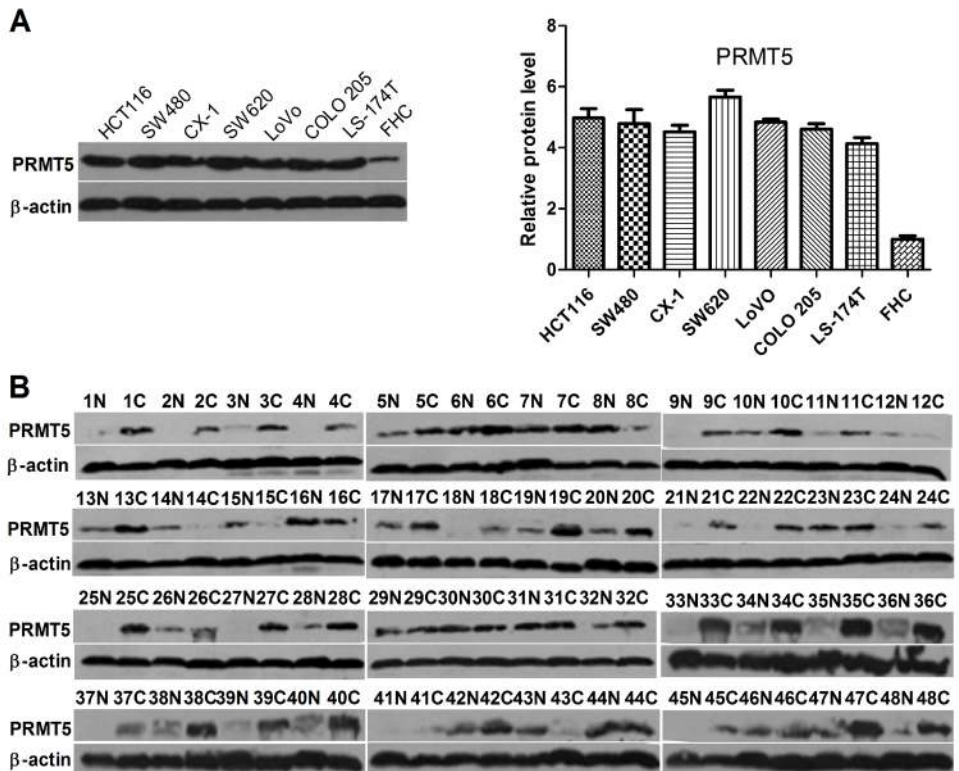 A
HCT116 SW480 CX-1 SW620 LoVo COLO 205 LS-174T FHC
PRMT5
β-actin
PRMT5
Relative protein level
8
6
4
2
0
HCT116 SW480 CX-1 SW620 LoVO COLO 205 LS-174T FHC
B
1N 1C 2N 2C 3N 3C 4N 4C 5N 5C 6N 6C 7N 7C 8N 8C 9N 9C 10N 10C 11N 11C 12N 12C
PRMT5
β-actin
13N 13C 14N 14C 15N 15C 16N 16C 17N 17C 18N 18C 19N 19C 20N 20C 21N 21C 22N 22C 23N 23C 24N 24C
PRMT5
β-actin
25N 25C 26N 26C 27N 27C 28N 28C 29N 29C 30N 30C 31N 31C 32N 32C 33N 33C 34N 34C 35N 35C 36N 36C
PRMT5
β-actin
37N 37C 38N 38C 39N 39C 40N 40C 41N 41C 42N 42C 43N 43C 44N 44C 45N 45C 46N 46C 47N 47C 48N 48C
PRMT5
β-actin